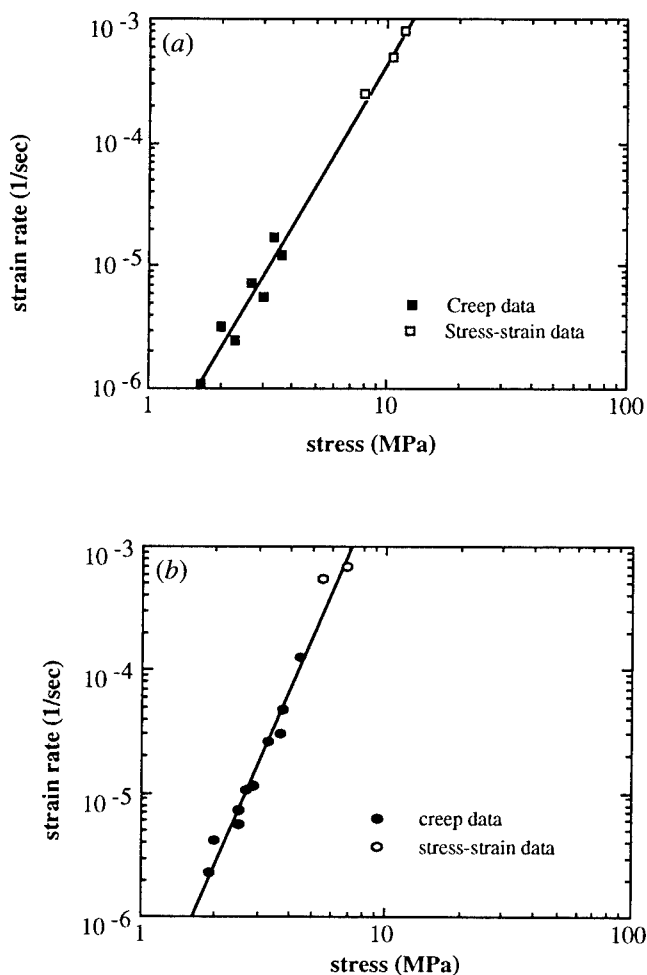 10⁻³
(a)
10⁻⁴
10⁻⁵
10⁻⁶
strain rate (1/sec)
Creep data
Stress-strain data
1
10
100
stress (MPa)
10⁻³
(b)
10⁻⁴
10⁻⁵
10⁻⁶
strain rate (1/sec)
creep data
stress-strain data
1
10
100
stress (MPa)